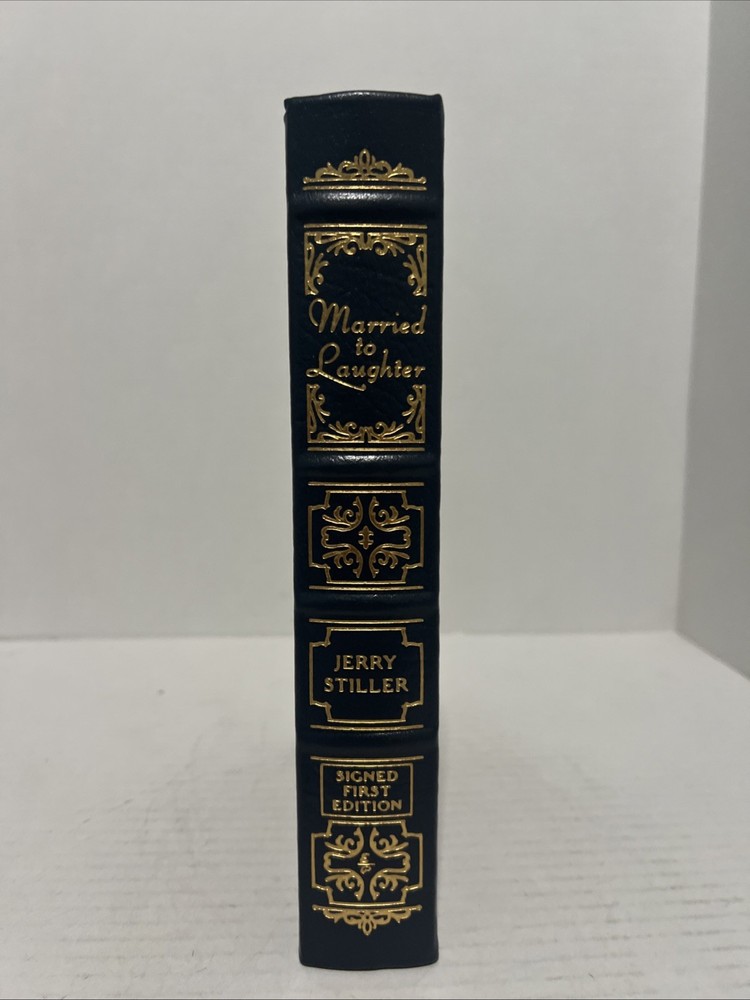 Married
to
Laughter
JERRY
STILLER
SIGNED
FIRST
EDITION